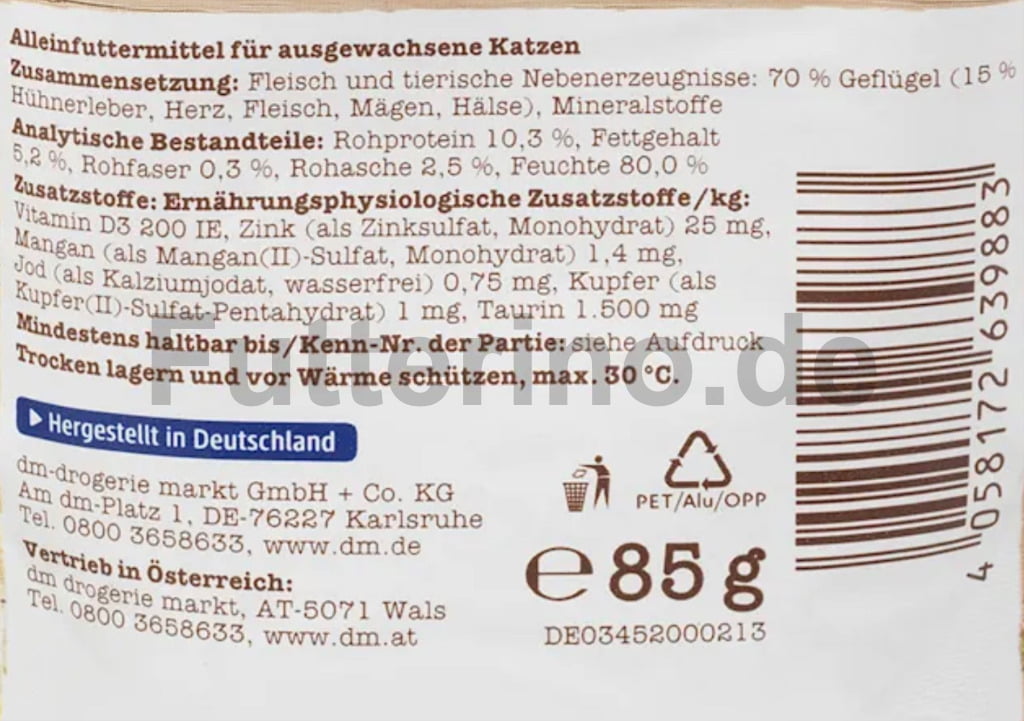 Alleinfuttermittel für ausgewachsene Katzen
Zusammensetzung: Fleisch und tierische Nebenerzeugnisse: 70 % Geflügel (15 %
Hühnerleber, Herz, Fleisch, Mägen, Hälse), Mineralstoffe
Analytische Bestandteile: Rohprotein 10,3 %, Fettgehalt
5,2 %, Rohfaser 0,3 %, Rohasche 2,5 %, Feuchte 80,0 %
Zusatzstoffe: Ernährungsphysiologische Zusatzstoffe/kg:
Vitamin D3 200 IE, Zink (als Zinksulfat, Monohydrat) 25 mg,
Mangan (als Mangan(II)-Sulfat, Monohydrat) 1,4 mg,
Jod (als Kalziumjodat, wasserfrei) 0,75 mg, Kupfer (als
Kupfer(II)-Sulfat-Pentahydrat) 1 mg, Taurin 1.500 mg
Mindestens haltbar bis/Kenn-Nr. der Partie: siehe Aufdruck
Trocken lagern und vor Wärme schützen, max. 30 °C.
Futterino.de
Hergestellt in Deutschland
dm-drogerie markt GmbH + Co. KG
Am dm-Platz 1, DE-76227 Karlsruhe
Tel. 0800 3658633, www.dm.de
Vertrieb in Österreich:
dm drogerie markt, AT-5071 Wals
Tel. 0800 3658633, www.dm.at
PET/Alu/OPP
℮ 85 g
DE03452000213
4 058172 639883